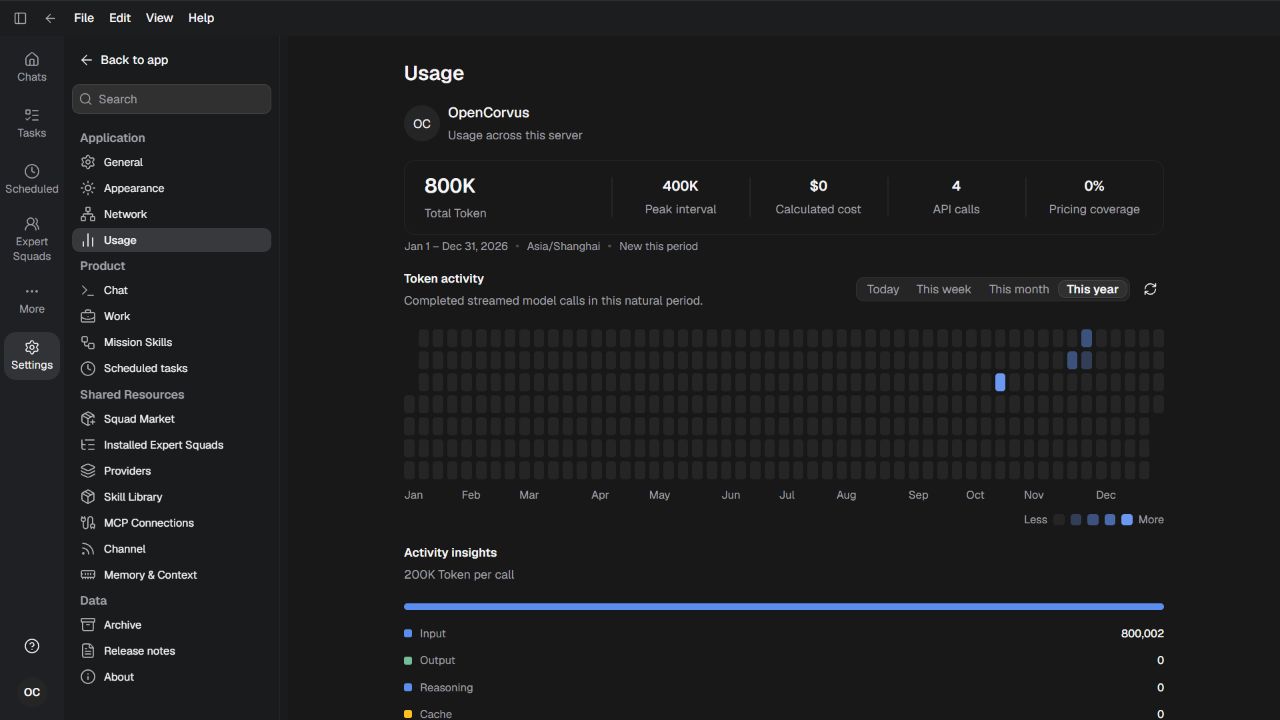 File Edit View Help
Chats
Tasks
Scheduled
Expert
Squads
More
Settings
OC
Back to app
Search
Application
General
Appearance
Network
Usage
Product
Chat
Work
Mission Skills
Scheduled tasks
Shared Resources
Squad Market
Installed Expert Squads
Providers
Skill Library
MCP Connections
Channel
Memory & Context
Data
Archive
Release notes
About
Usage
OC
OpenCorvus
Usage across this server
800K 400K $0 4 0%
Total Token Peak interval Calculated cost API calls Pricing coverage
Jan 1 – Dec 31, 2026 • Asia/Shanghai • New this period
Token activity
Completed streamed model calls in this natural period.
Today This week This month This year
Jan Feb Mar Apr May Jun Jul Aug Sep Oct Nov Dec
Less More
Activity insights
200K Token per call
Input 800,002
Output 0
Reasoning 0
Cache 0